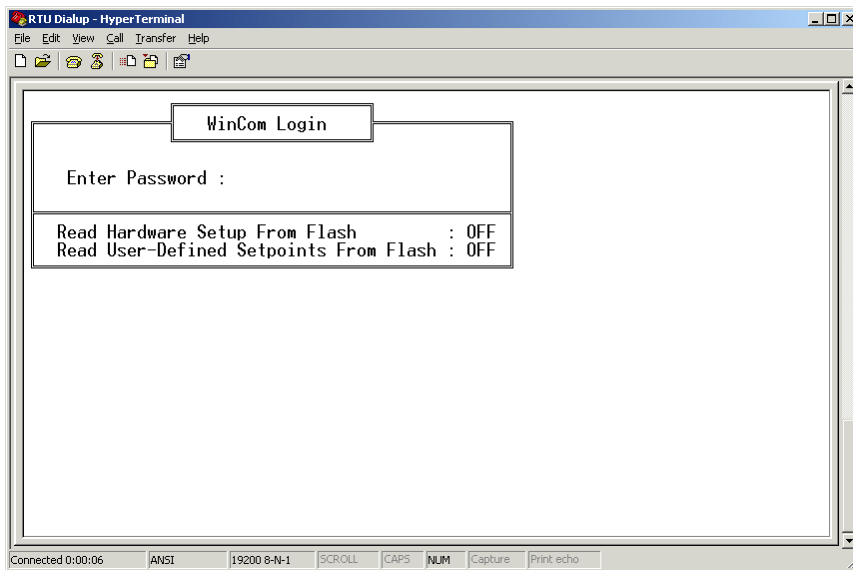 RTU Dialup - HyperTerminal
File Edit View Call Transfer Help
WinCom Login
Enter Password :
Read Hardware Setup From Flash : OFF
Read User-Defined Setpoints From Flash : OFF
Connected 0:00:06 ANSI 19200 8-N-1 SCROLL CAPS NUM Capture Print echo